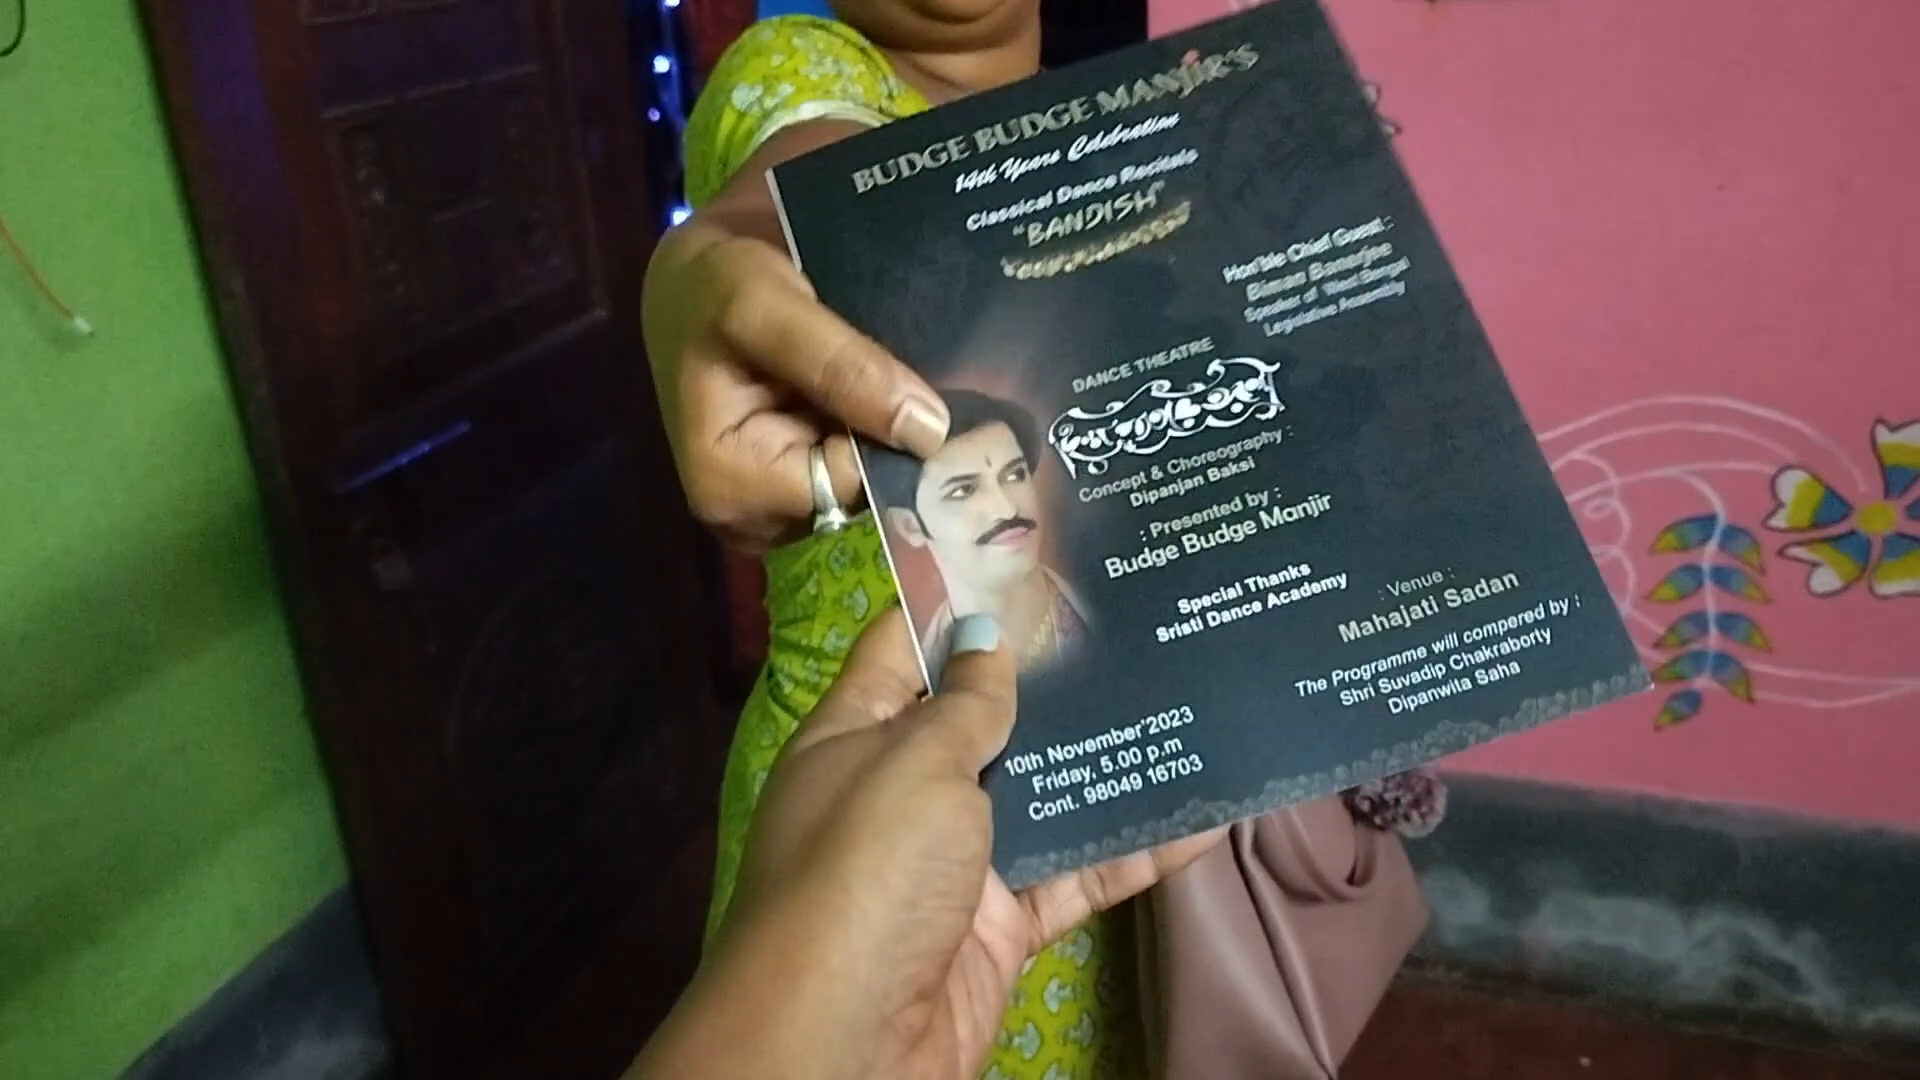 BUDGE BUDGE MANJIR'S
14th Years Celebration
Classical Dance Recitals
"BANDISH"
Hon'ble Chief Guest :
Biman Banerjee
Speaker of West Bengal
Legislative Assembly
DANCE THEATRE
Concept & Choreography :
Dipanjan Baksi
: Presented by :
Budge Budge Manjir
Special Thanks
Sristi Dance Academy
: Venue :
Mahajati Sadan
The Programme will compered by :
Shri Suvadip Chakraborty
Dipanwita Saha
10th November'2023
Friday, 5.00 p.m
Cont. 98049 16703